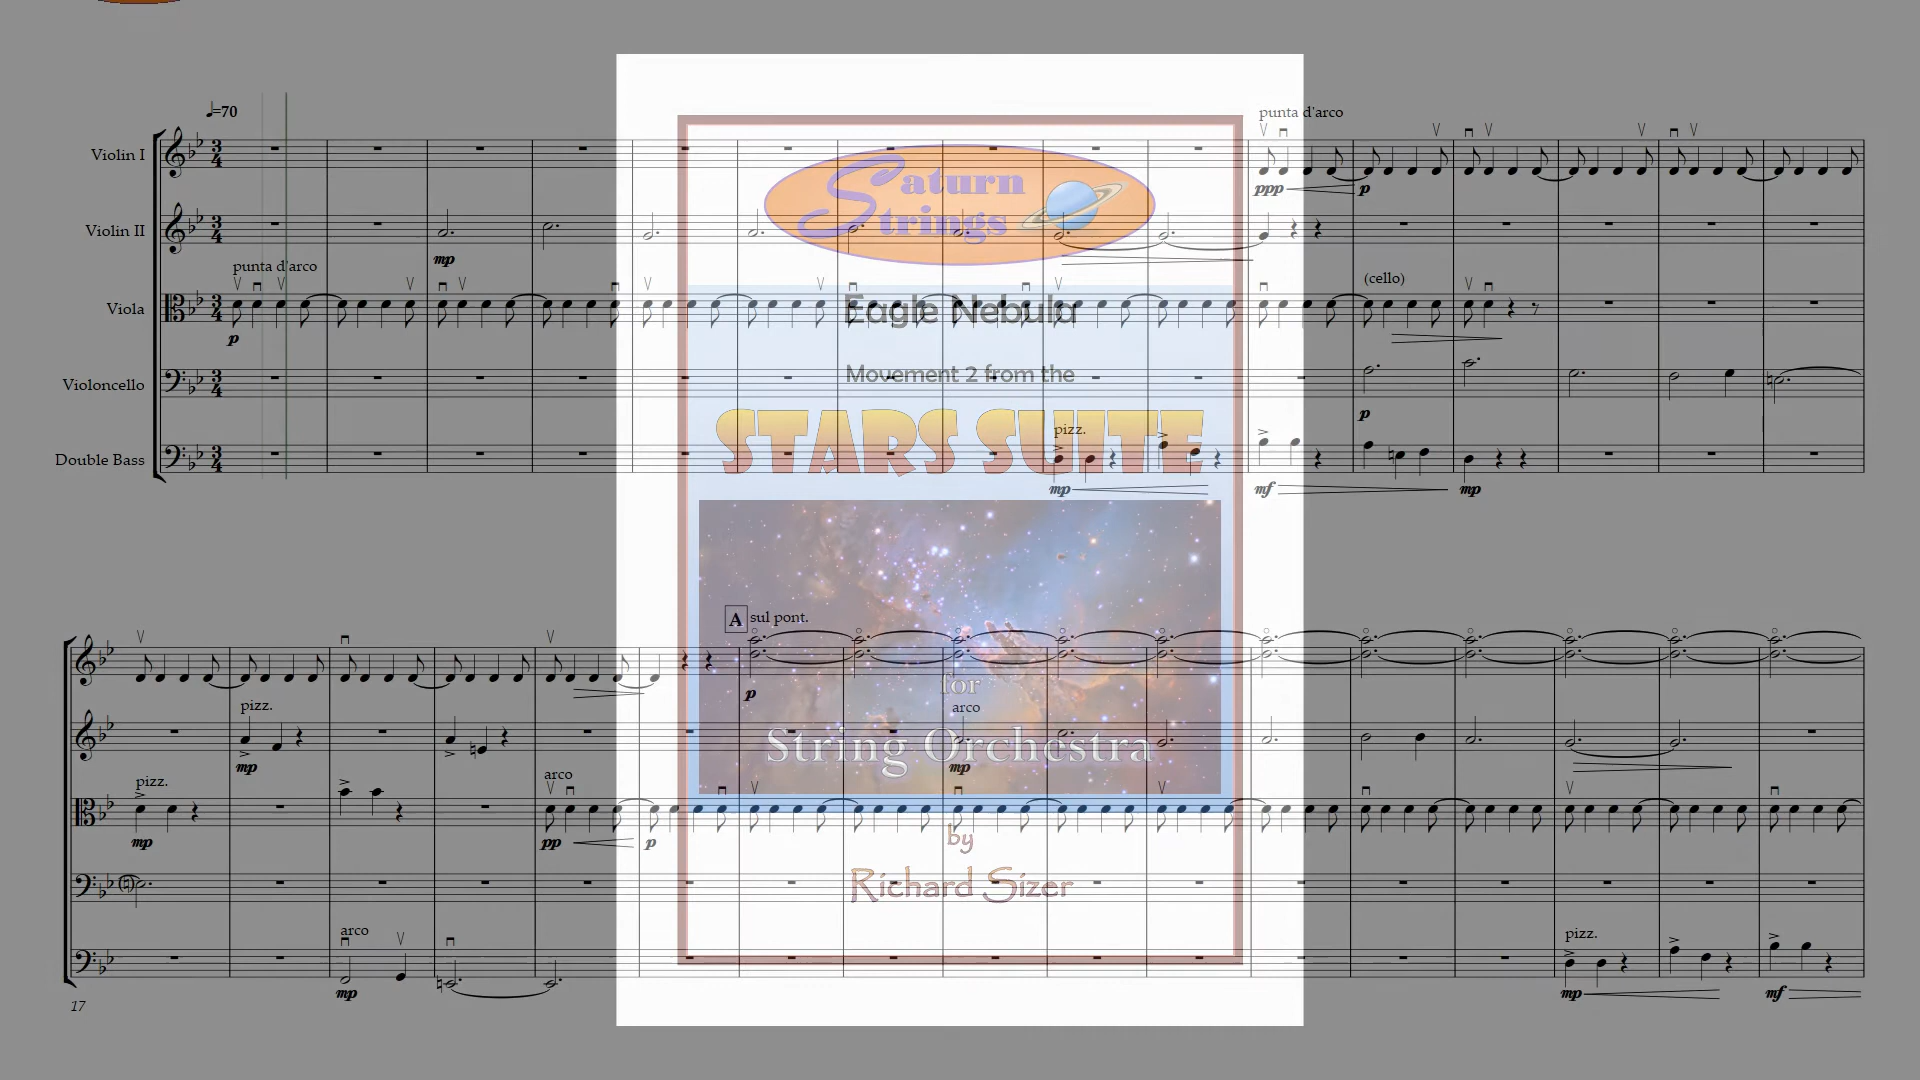 ♩=70
punta d'arco
Violin I
ppp
p
Violin II
mp
punta d'arco
(cello)
Viola
p
Violoncello
p
pizz.
Double Bass
mp
mf
mp
Saturn
Strings
Eagle Nebula
Movement 2 from the
STARS SUITE
for
String Orchestra
by
Richard Sizer
A sul pont.
p
pizz.
arco
mp
mp
pizz.
arco
mp
pp
p
arco
pizz.
mp
mp
mf
17